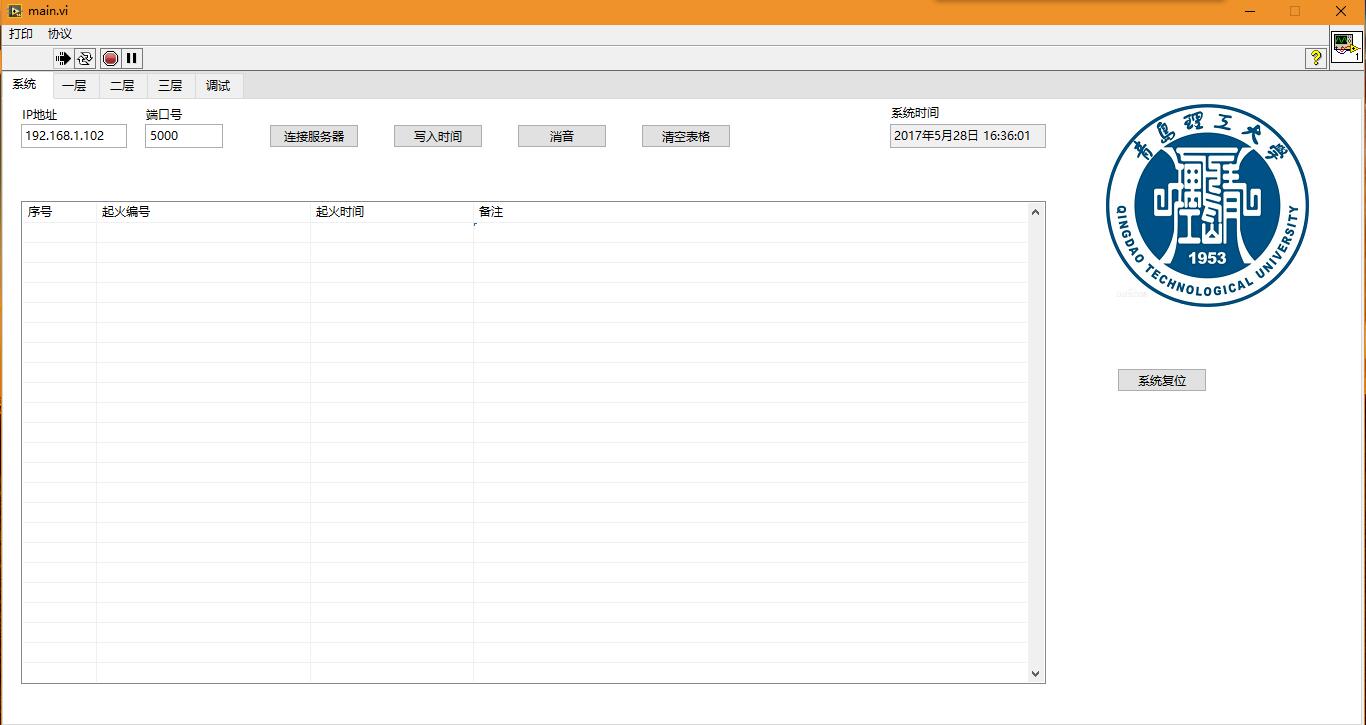 main.vi
打印 协议
1
系统 一层 二层 三层 调试
IP地址 端口号 系统时间
192.168.1.102 5000 连接服务器 写入时间 消音 清空表格 2017年5月28日 16:36:01
青岛理工大学
1953
QINGDAO TECHNOLOGICAL UNIVERSITY
序号 起火编号 起火时间 备注
系统复位